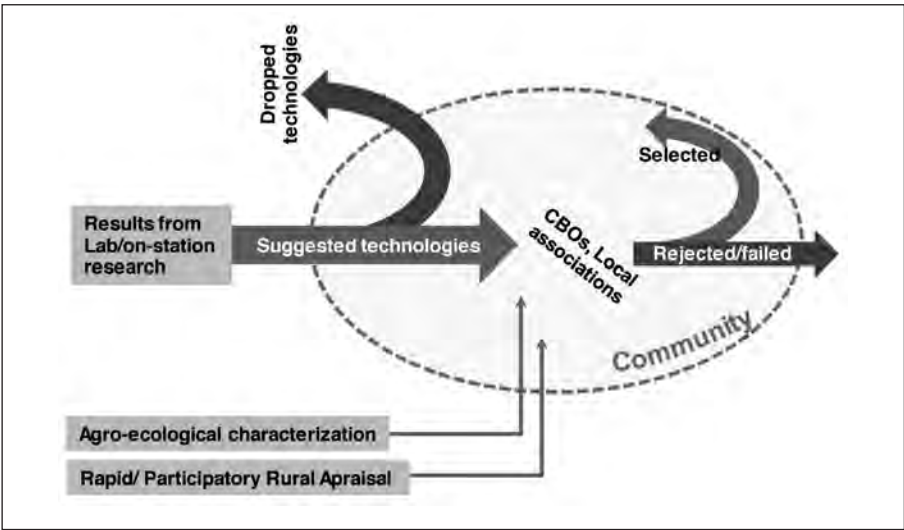 Dropped
technologies
Selected
Results from
Lab/on-station
research
Suggested technologies
CBOs, Local
associations
Rejected/failed
Community
Agro-ecological characterization
Rapid/ Participatory Rural Appraisal